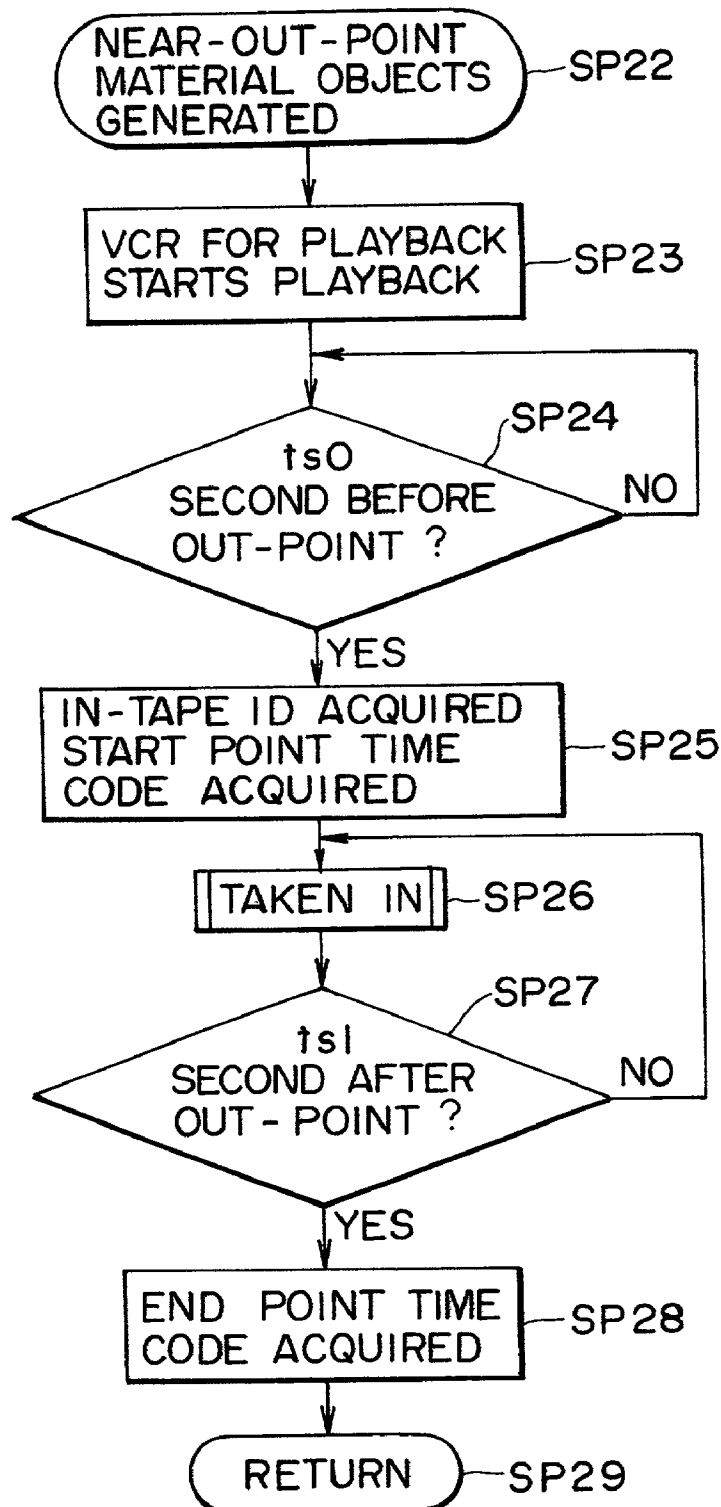 NEAR-OUT-POINT
MATERIAL OBJECTS
GENERATED
SP22
VCR FOR PLAYBACK
STARTS PLAYBACK
SP23
SP24
ts0
SECOND BEFORE
OUT-POINT ?
NO
YES
IN-TAPE ID ACQUIRED
START POINT TIME
CODE ACQUIRED
SP25
TAKEN IN
SP26
SP27
ts1
SECOND AFTER
OUT-POINT ?
NO
YES
END POINT TIME
CODE ACQUIRED
SP28
RETURN
SP29